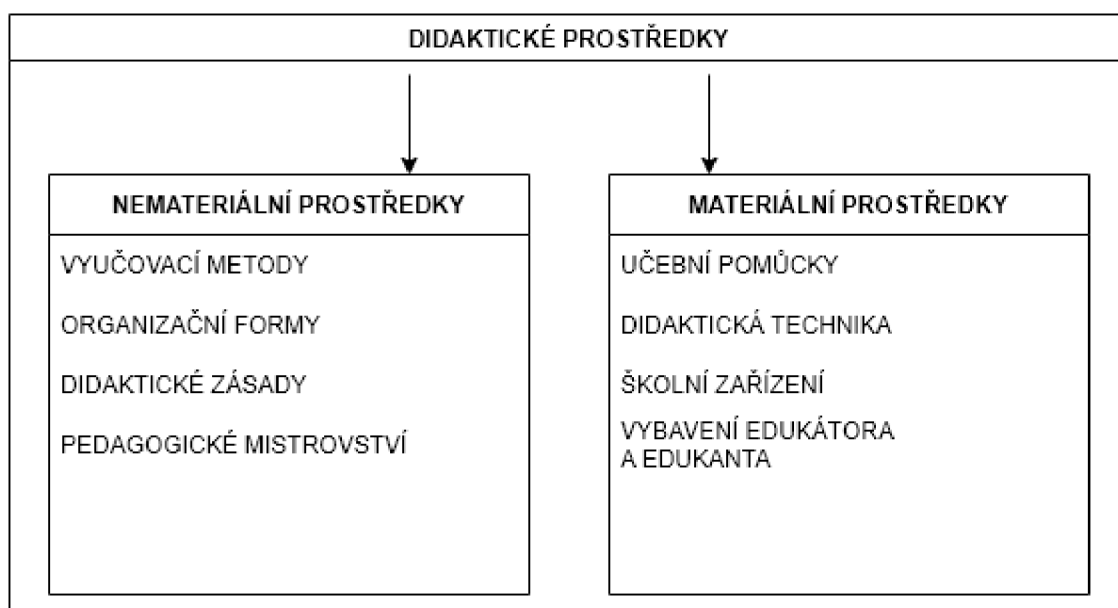 DIDAKTICKÉ PROSTŘEDKY
NEMATERIÁLNÍ PROSTŘEDKY
VYUČOVACÍ METODY
ORGANIZAČNÍ FORMY
DIDAKTICKÉ ZÁSADY
PEDAGOGICKÉ MISTROVSTVÍ
MATERIÁLNÍ PROSTŘEDKY
UČEBNÍ POMŮCKY
DIDAKTICKÁ TECHNIKA
ŠKOLNÍ ZAŘÍZENÍ
VYBAVENÍ EDUKÁTORA
A EDUKANTA